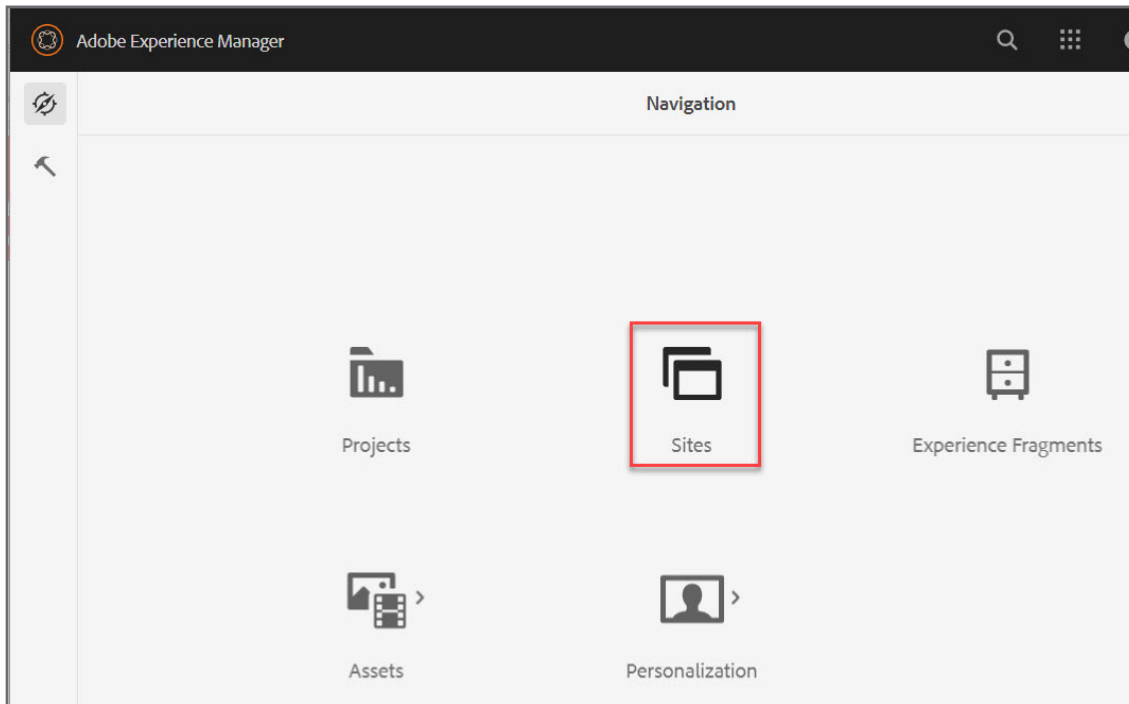 Adobe Experience Manager
Navigation
Projects
Sites
Experience Fragments
Assets
Personalization